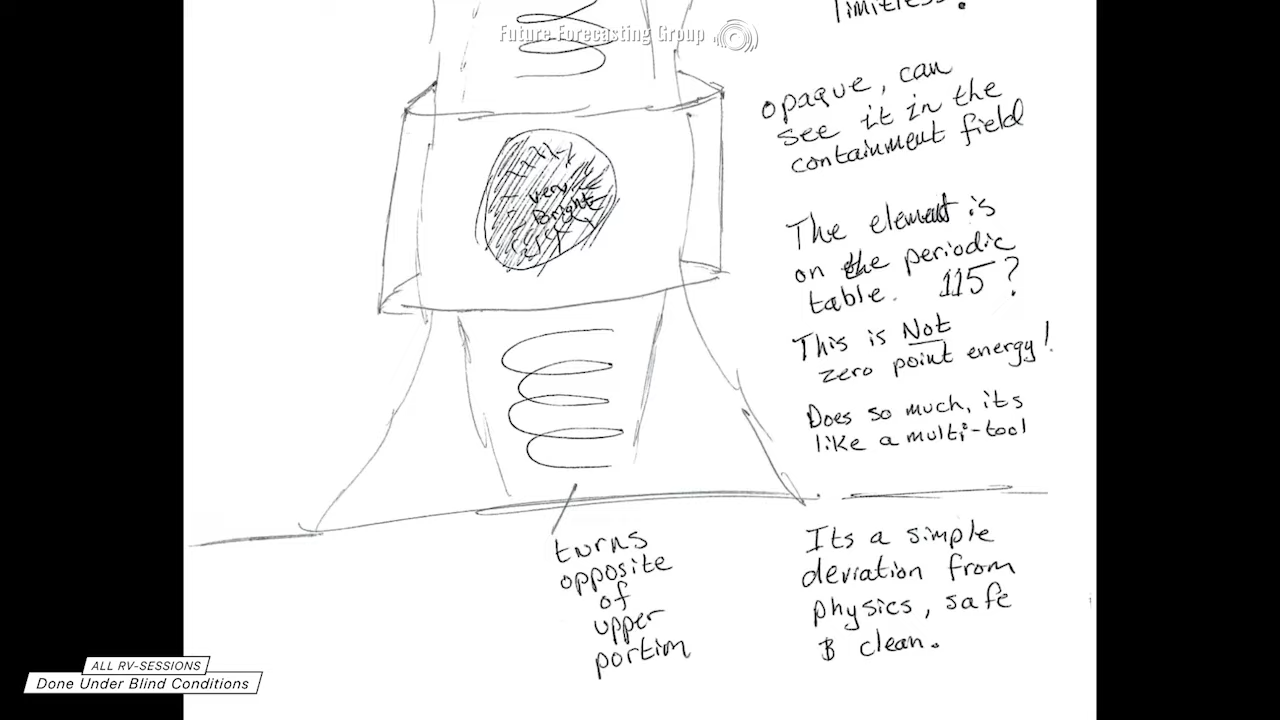 limitless.
Future Forecasting Group
opaque, can
see it in the
containment field
very
Bright
The element is
on the periodic
table. 115?
This is Not
zero point energy!
Does so much, its
like a multi-tool
turns
opposite
of
upper
portion
Its a simple
deviation from
physics, safe
& clean.
ALL RV-SESSIONS
Done Under Blind Conditions